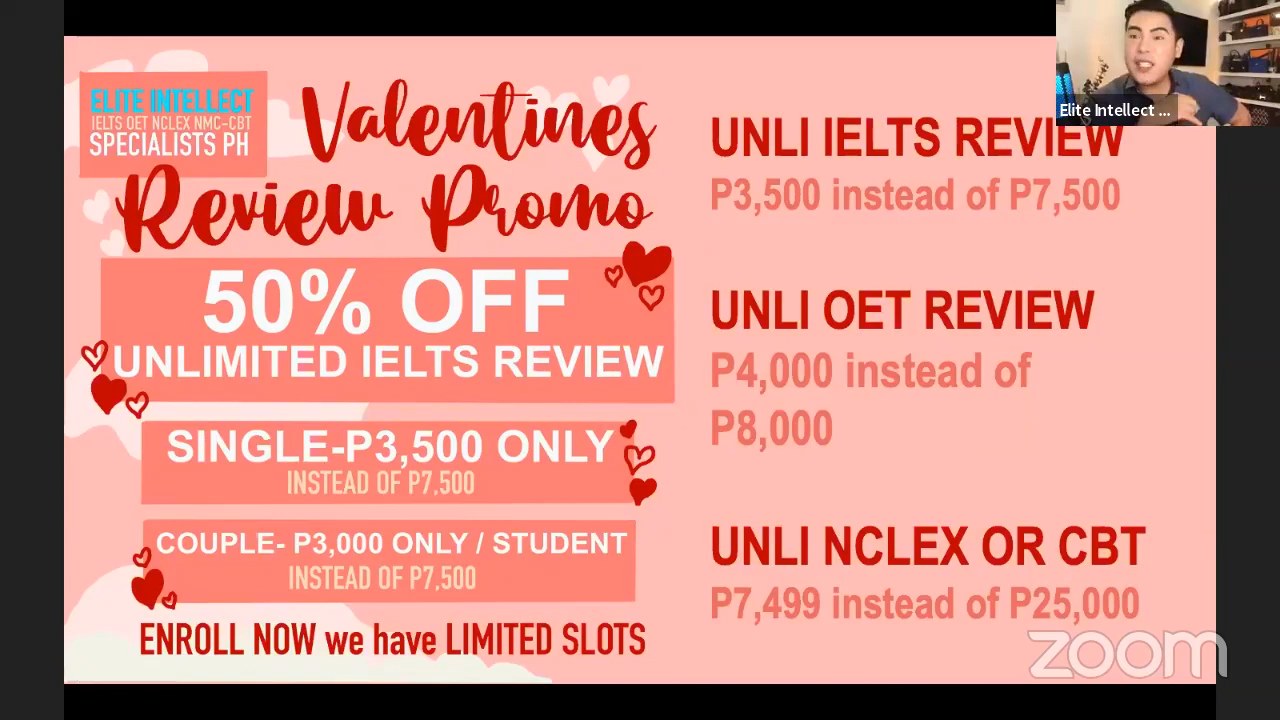 ELITE INTELLECT
IELTS OET NCLEX NMC-CBT
SPECIALISTS PH
Valentines
Review Promo
50% OFF
UNLIMITED IELTS REVIEW
SINGLE-P3,500 ONLY
INSTEAD OF P7,500
COUPLE- P3,000 ONLY / STUDENT
INSTEAD OF P7,500
ENROLL NOW we have LIMITED SLOTS
UNLI IELTS REVIEW
P3,500 instead of P7,500
UNLI OET REVIEW
P4,000 instead of
P8,000
UNLI NCLEX OR CBT
P7,499 instead of P25,000
Elite Intellect ...
zoom